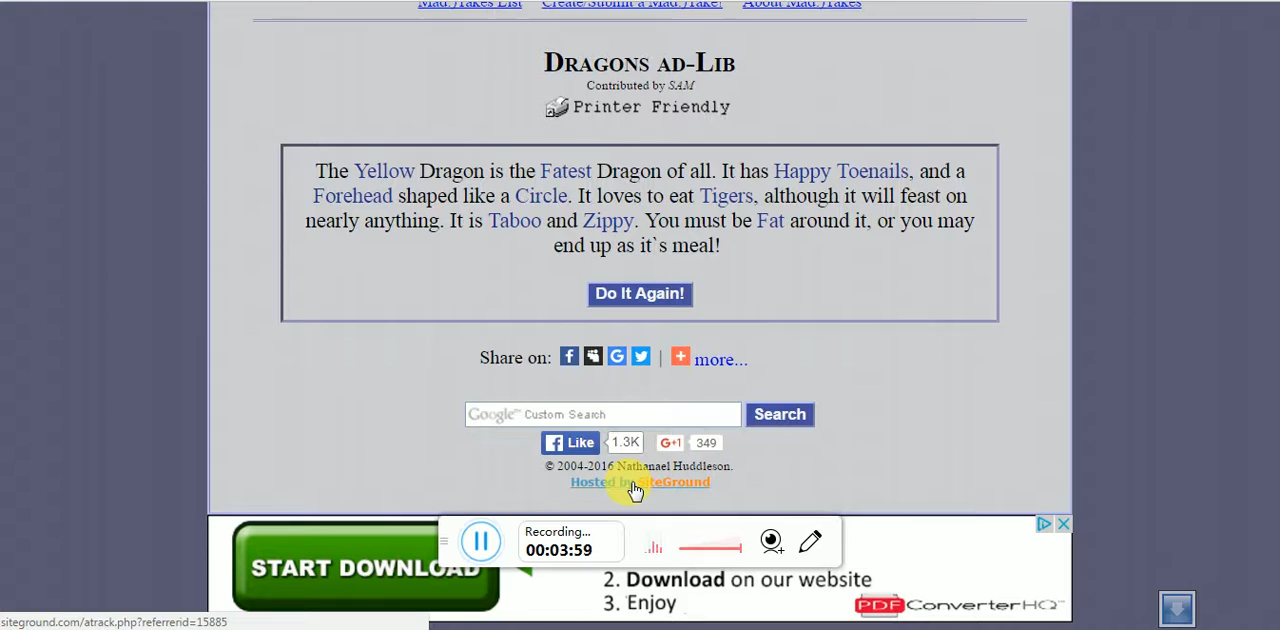 Mad:)Takes List Create/Submit a Mad:)Take! About Mad:)Takes
Dragons ad-Lib
Contributed by SAM
Printer Friendly
The Yellow Dragon is the Fatest Dragon of all. It has Happy Toenails, and a
Forehead shaped like a Circle. It loves to eat Tigers, although it will feast on
nearly anything. It is Taboo and Zippy. You must be Fat around it, or you may
end up as it`s meal!
Do It Again!
Share on: | more...
Google™ Custom Search Search
Like 1.3K G+1 349
© 2004-2016 Nathanael Huddleson.
Hosted by SiteGround
Recording...
00:03:59
START DOWNLOAD
2. Download on our website
3. Enjoy
PDF ConverterHQ™
siteground.com/atrack.php?referrerid=15885